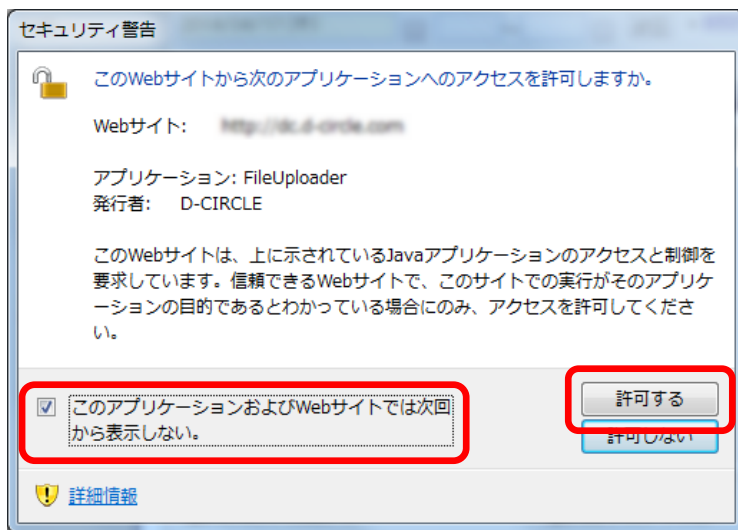 セキュリティ警告
このWebサイトから次のアプリケーションへのアクセスを許可しますか。
Webサイト: http://dc.d-circle.com
アプリケーション: FileUploader
発行者: D-CIRCLE
このWebサイトは、上に示されているJavaアプリケーションのアクセスと制御を
要求しています。信頼できるWebサイトで、このサイトでの実行がそのアプリケ
ーションの目的であるとわかっている場合にのみ、アクセスを許可してくださ
い。
このアプリケーションおよびWebサイトでは次回
から表示しない。
許可する
許可しない
詳細情報